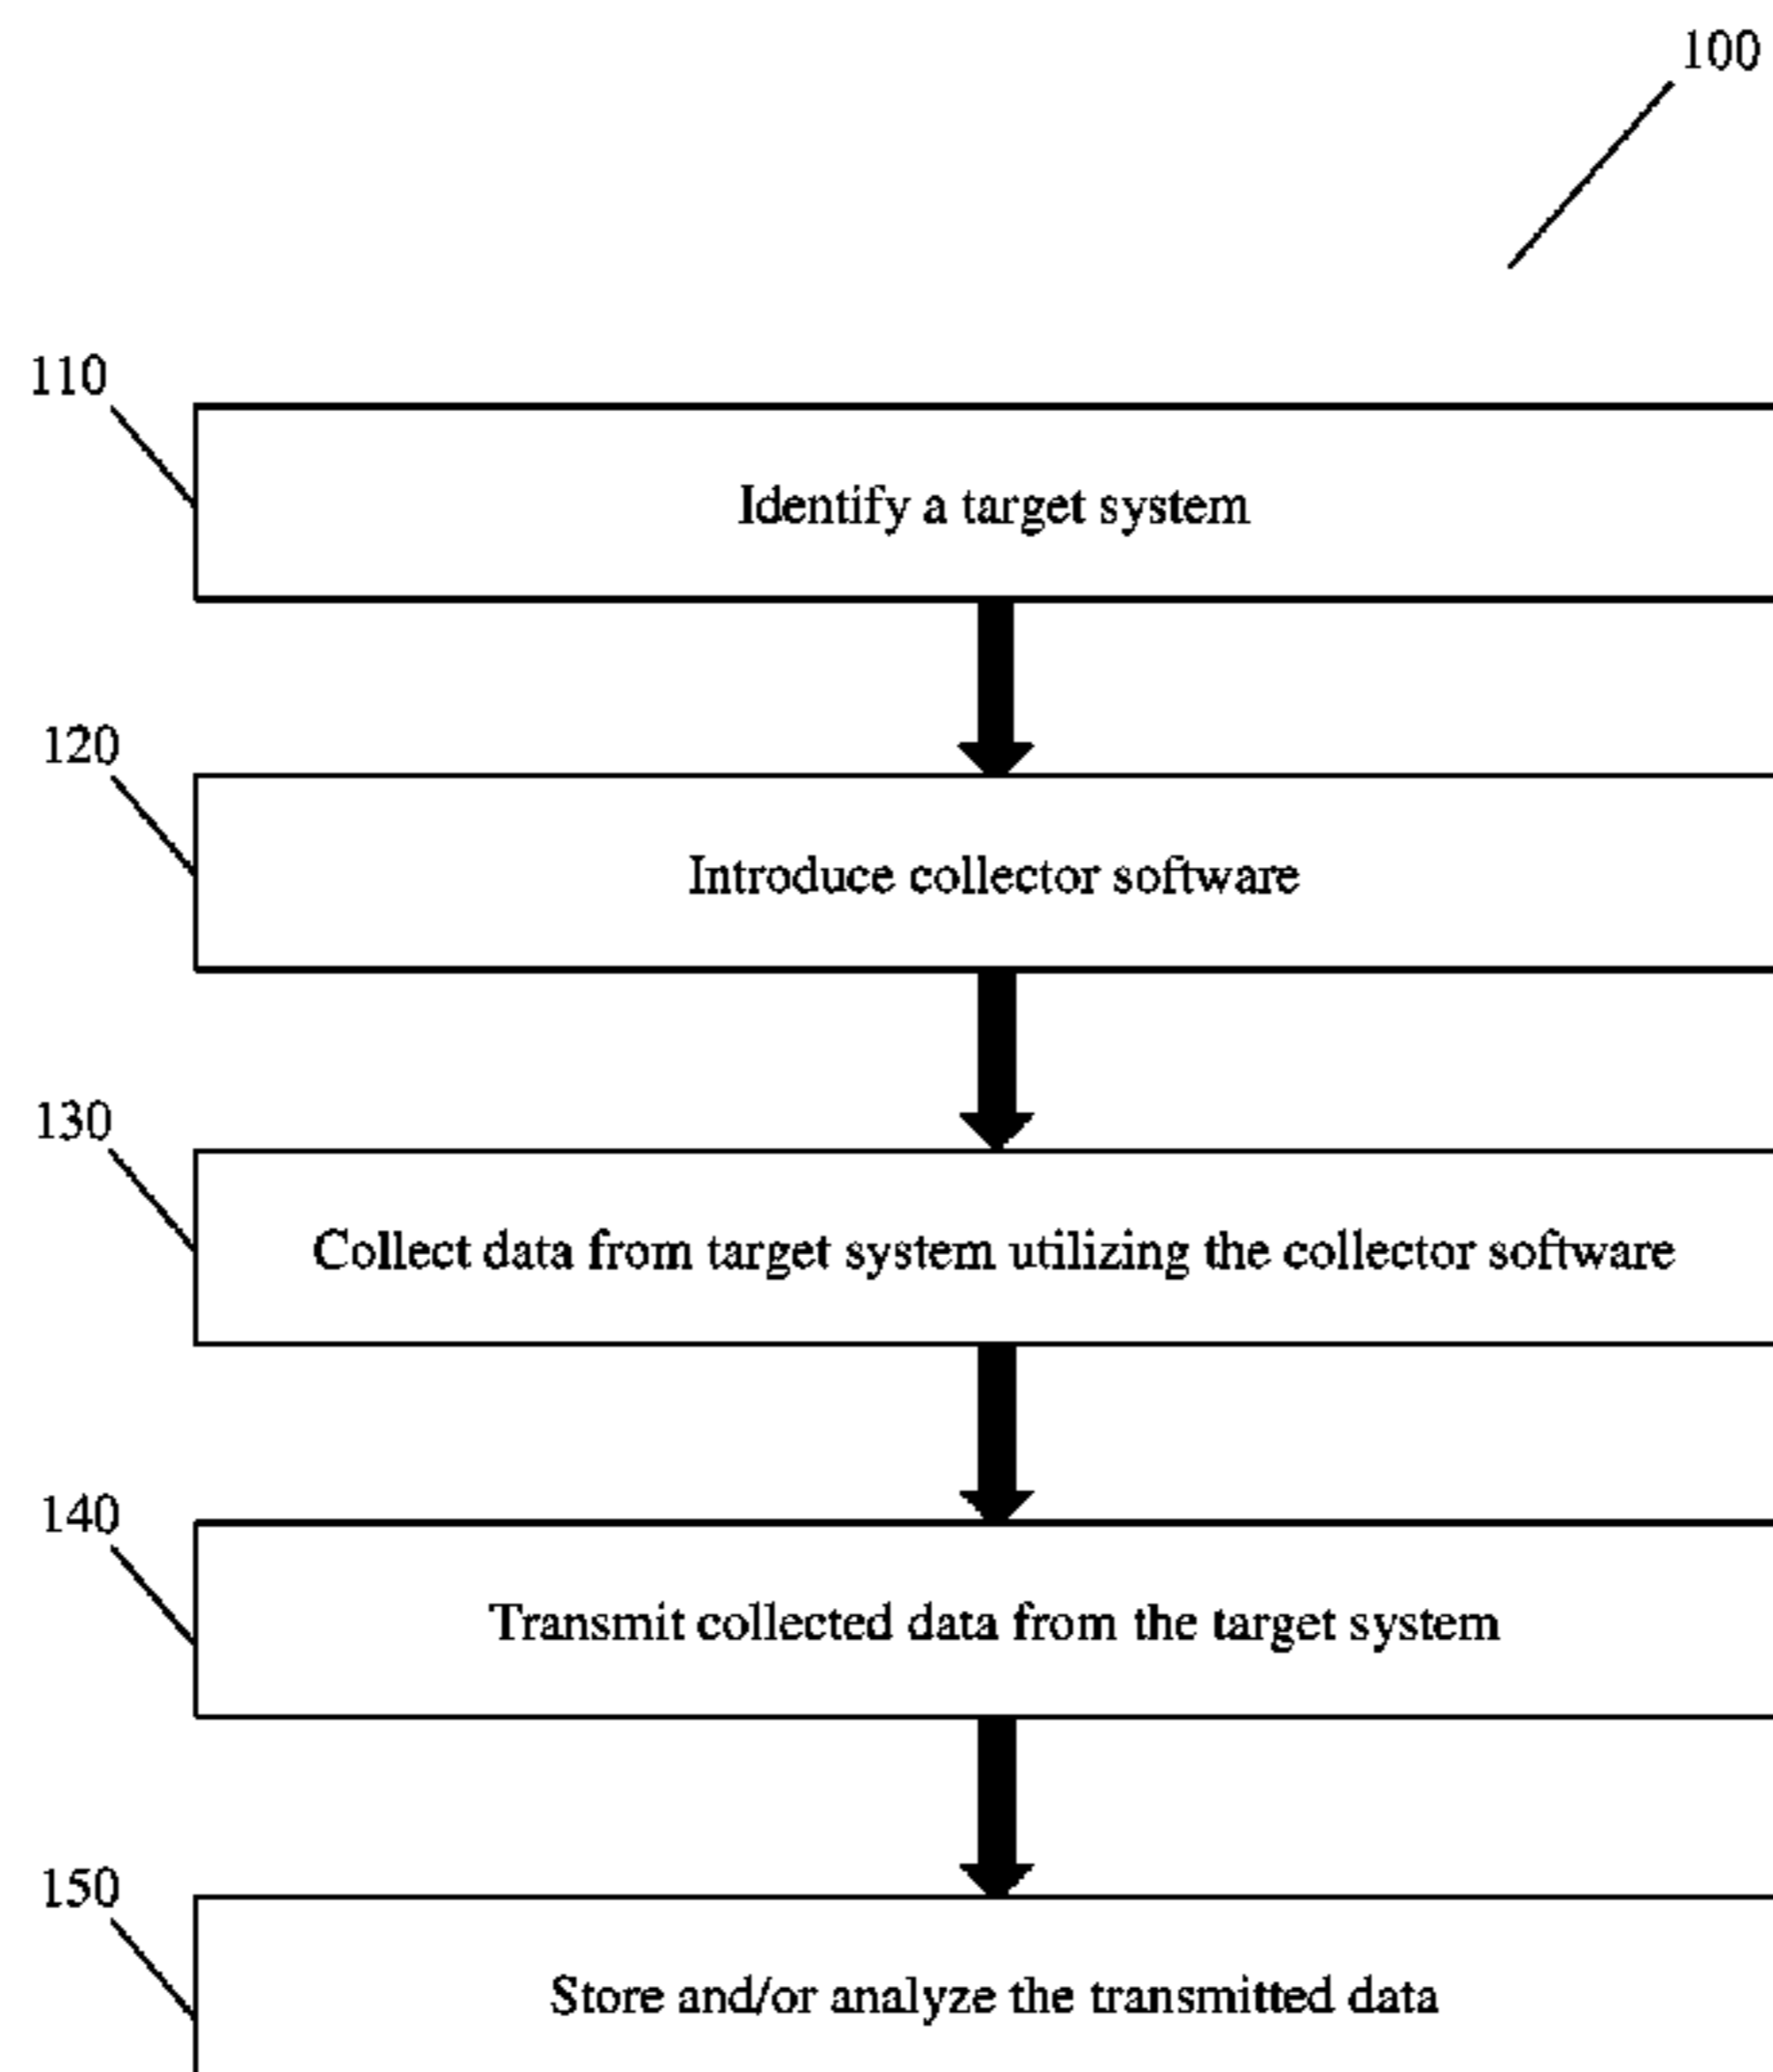 100
110
Identify a target system
120
Introduce collector software
130
Collect data from target system utilizing the collector software
140
Transmit collected data from the target system
150
Store and/or analyze the transmitted data